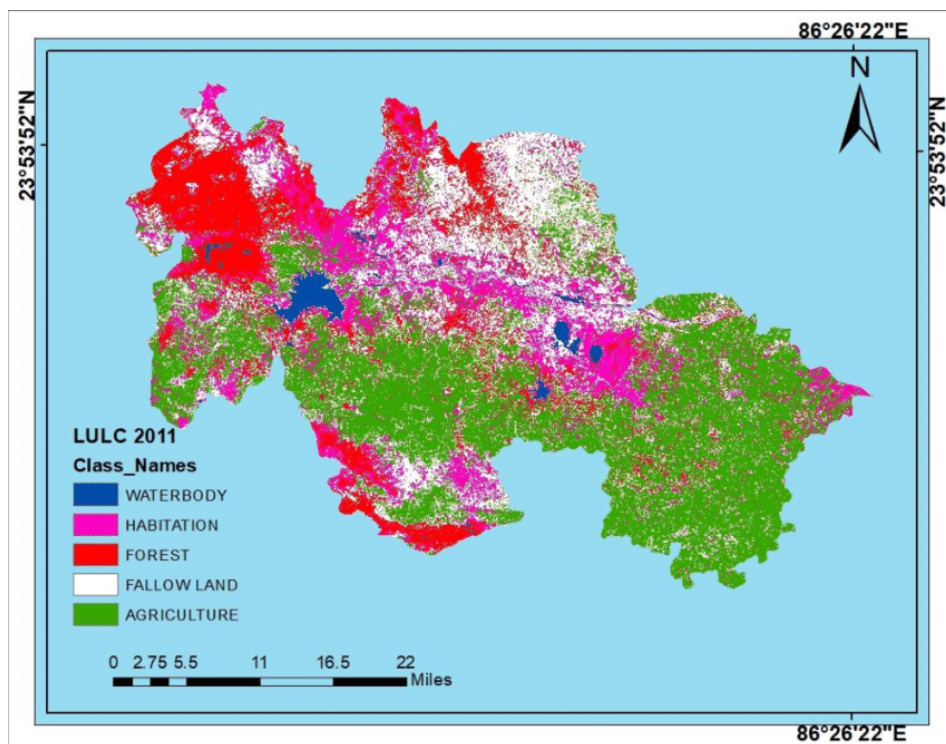 86°26'22"E
N
23°53'52"N
23°53'52"N
LULC 2011
Class_Names
WATERBODY
HABITATION
FOREST
FALLOW LAND
AGRICULTURE
0 2.75 5.5 11 16.5 22
Miles
86°26'22"E